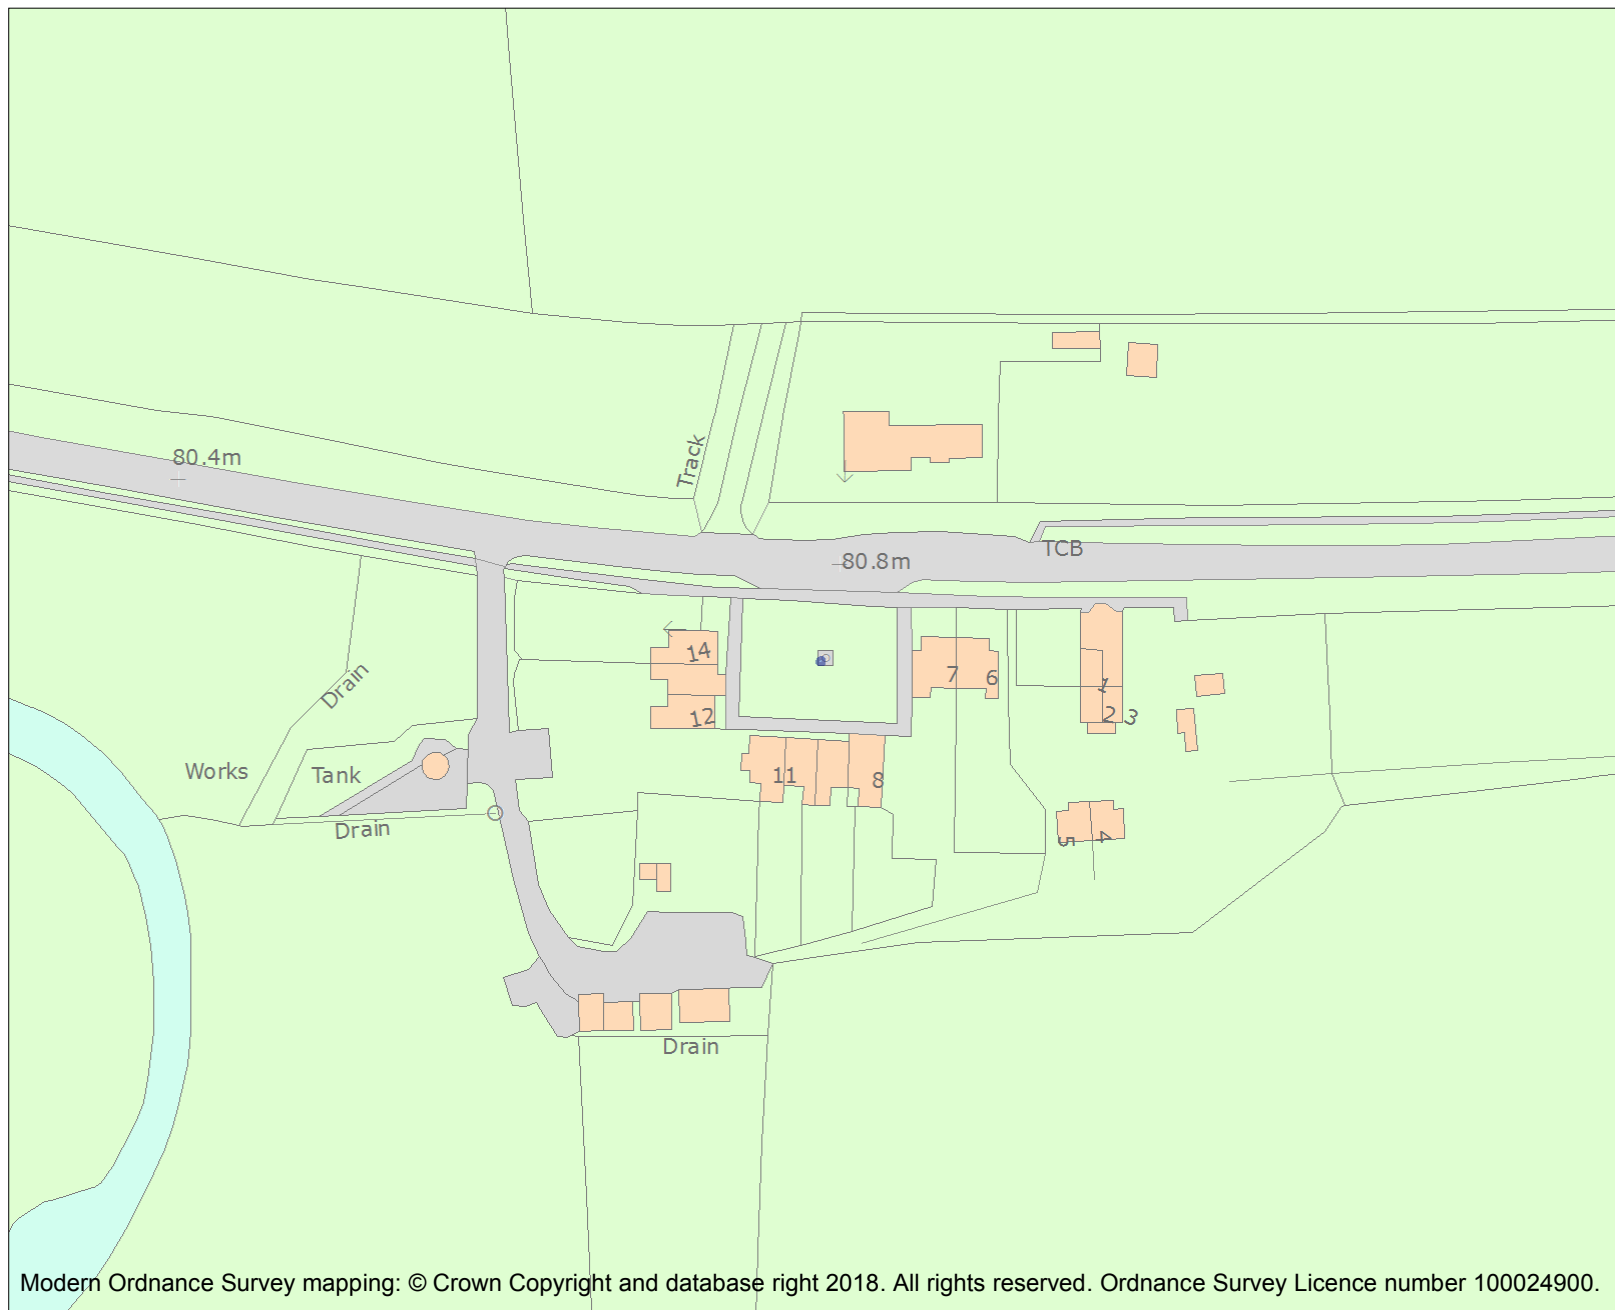 80.4m
Track
80.8m
TCB
14
7
6
12
1
2
3
Drain
Works
Tank
11
8
Drain
5
4
Drain
Modern Ordnance Survey mapping: © Crown Copyright and database right 2018. All rights reserved. Ordnance Survey Licence number 100024900.